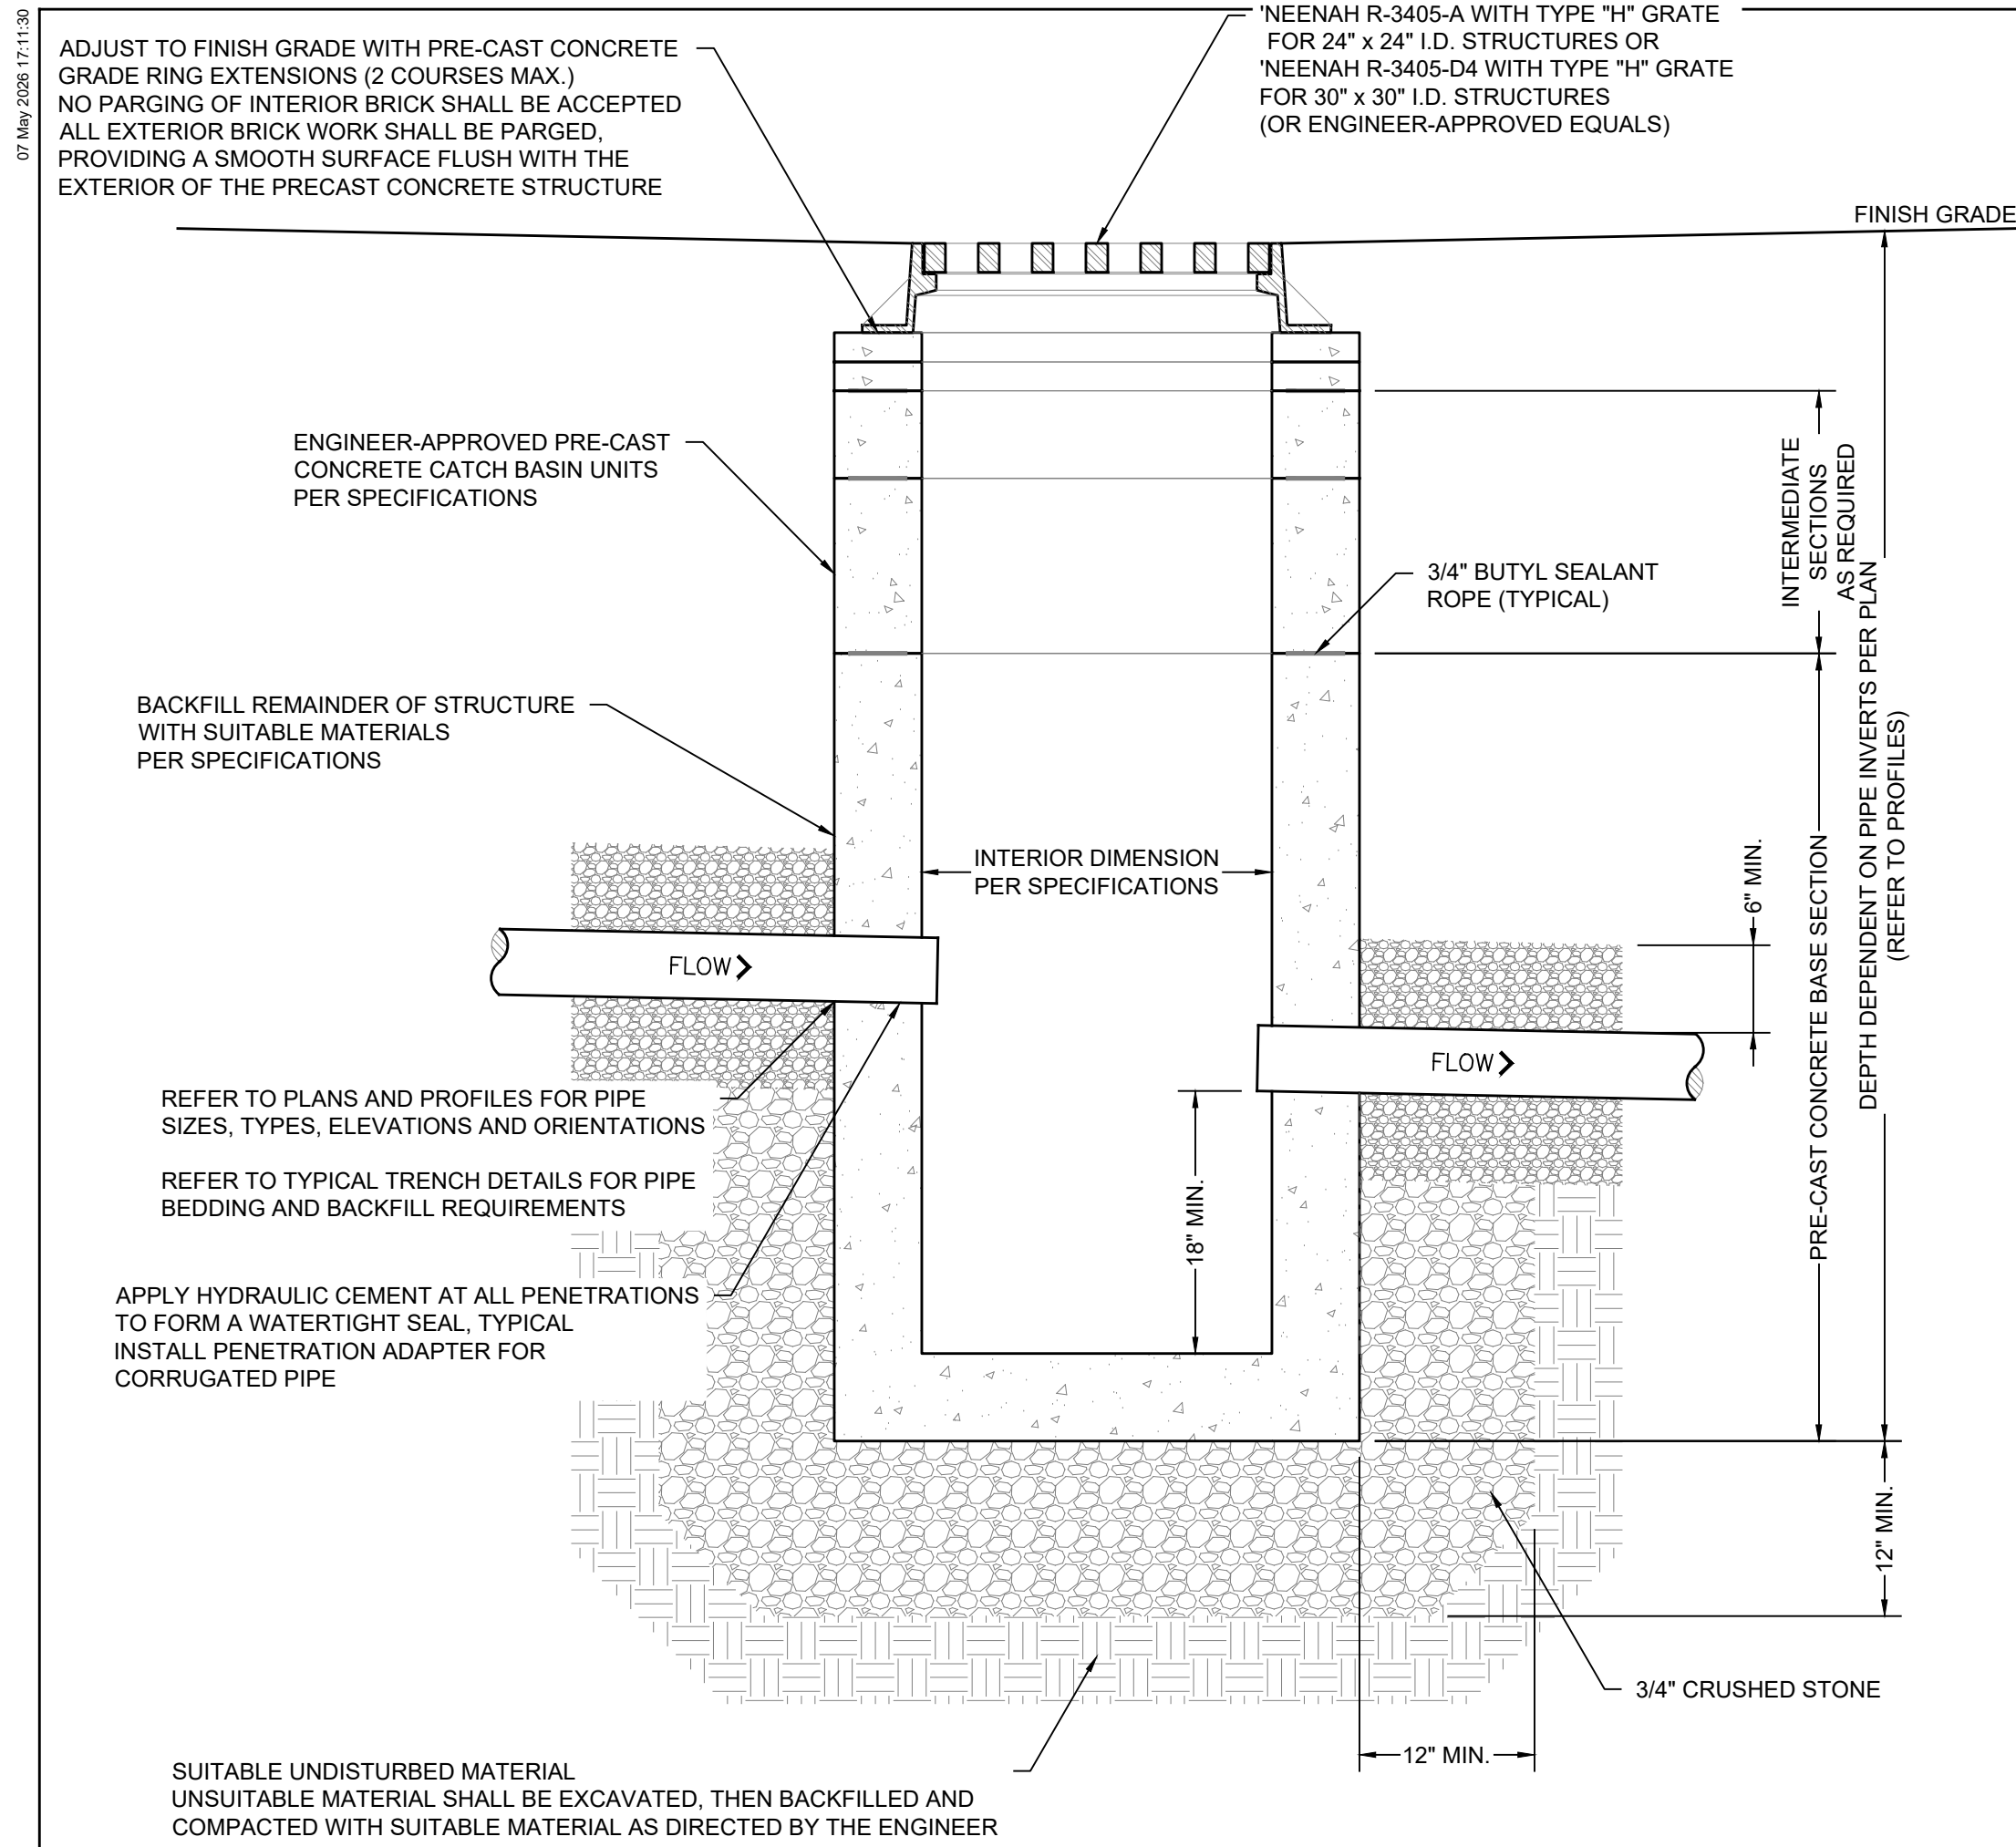 07 May 2026 17:11:30
ADJUST TO FINISH GRADE WITH PRE-CAST CONCRETE
GRADE RING EXTENSIONS (2 COURSES MAX.)
NO PARGING OF INTERIOR BRICK SHALL BE ACCEPTED
ALL EXTERIOR BRICK WORK SHALL BE PARGED,
PROVIDING A SMOOTH SURFACE FLUSH WITH THE
EXTERIOR OF THE PRECAST CONCRETE STRUCTURE
'NEENAH R-3405-A WITH TYPE "H" GRATE
FOR 24" x 24" I.D. STRUCTURES OR
'NEENAH R-3405-D4 WITH TYPE "H" GRATE
FOR 30" x 30" I.D. STRUCTURES
(OR ENGINEER-APPROVED EQUALS)
FINISH GRADE
ENGINEER-APPROVED PRE-CAST
CONCRETE CATCH BASIN UNITS
PER SPECIFICATIONS
3/4" BUTYL SEALANT
ROPE (TYPICAL)
INTERMEDIATE
SECTIONS
AS REQUIRED
DEPTH DEPENDENT ON PIPE INVERTS PER PLAN
(REFER TO PROFILES)
BACKFILL REMAINDER OF STRUCTURE
WITH SUITABLE MATERIALS
PER SPECIFICATIONS
INTERIOR DIMENSION
PER SPECIFICATIONS
6" MIN.
PRE-CAST CONCRETE BASE SECTION
FLOW
FLOW
REFER TO PLANS AND PROFILES FOR PIPE
SIZES, TYPES, ELEVATIONS AND ORIENTATIONS
REFER TO TYPICAL TRENCH DETAILS FOR PIPE
BEDDING AND BACKFILL REQUIREMENTS
18" MIN.
APPLY HYDRAULIC CEMENT AT ALL PENETRATIONS
TO FORM A WATERTIGHT SEAL, TYPICAL
INSTALL PENETRATION ADAPTER FOR
CORRUGATED PIPE
12" MIN.
3/4" CRUSHED STONE
12" MIN.
SUITABLE UNDISTURBED MATERIAL
UNSUITABLE MATERIAL SHALL BE EXCAVATED, THEN BACKFILLED AND
COMPACTED WITH SUITABLE MATERIAL AS DIRECTED BY THE ENGINEER